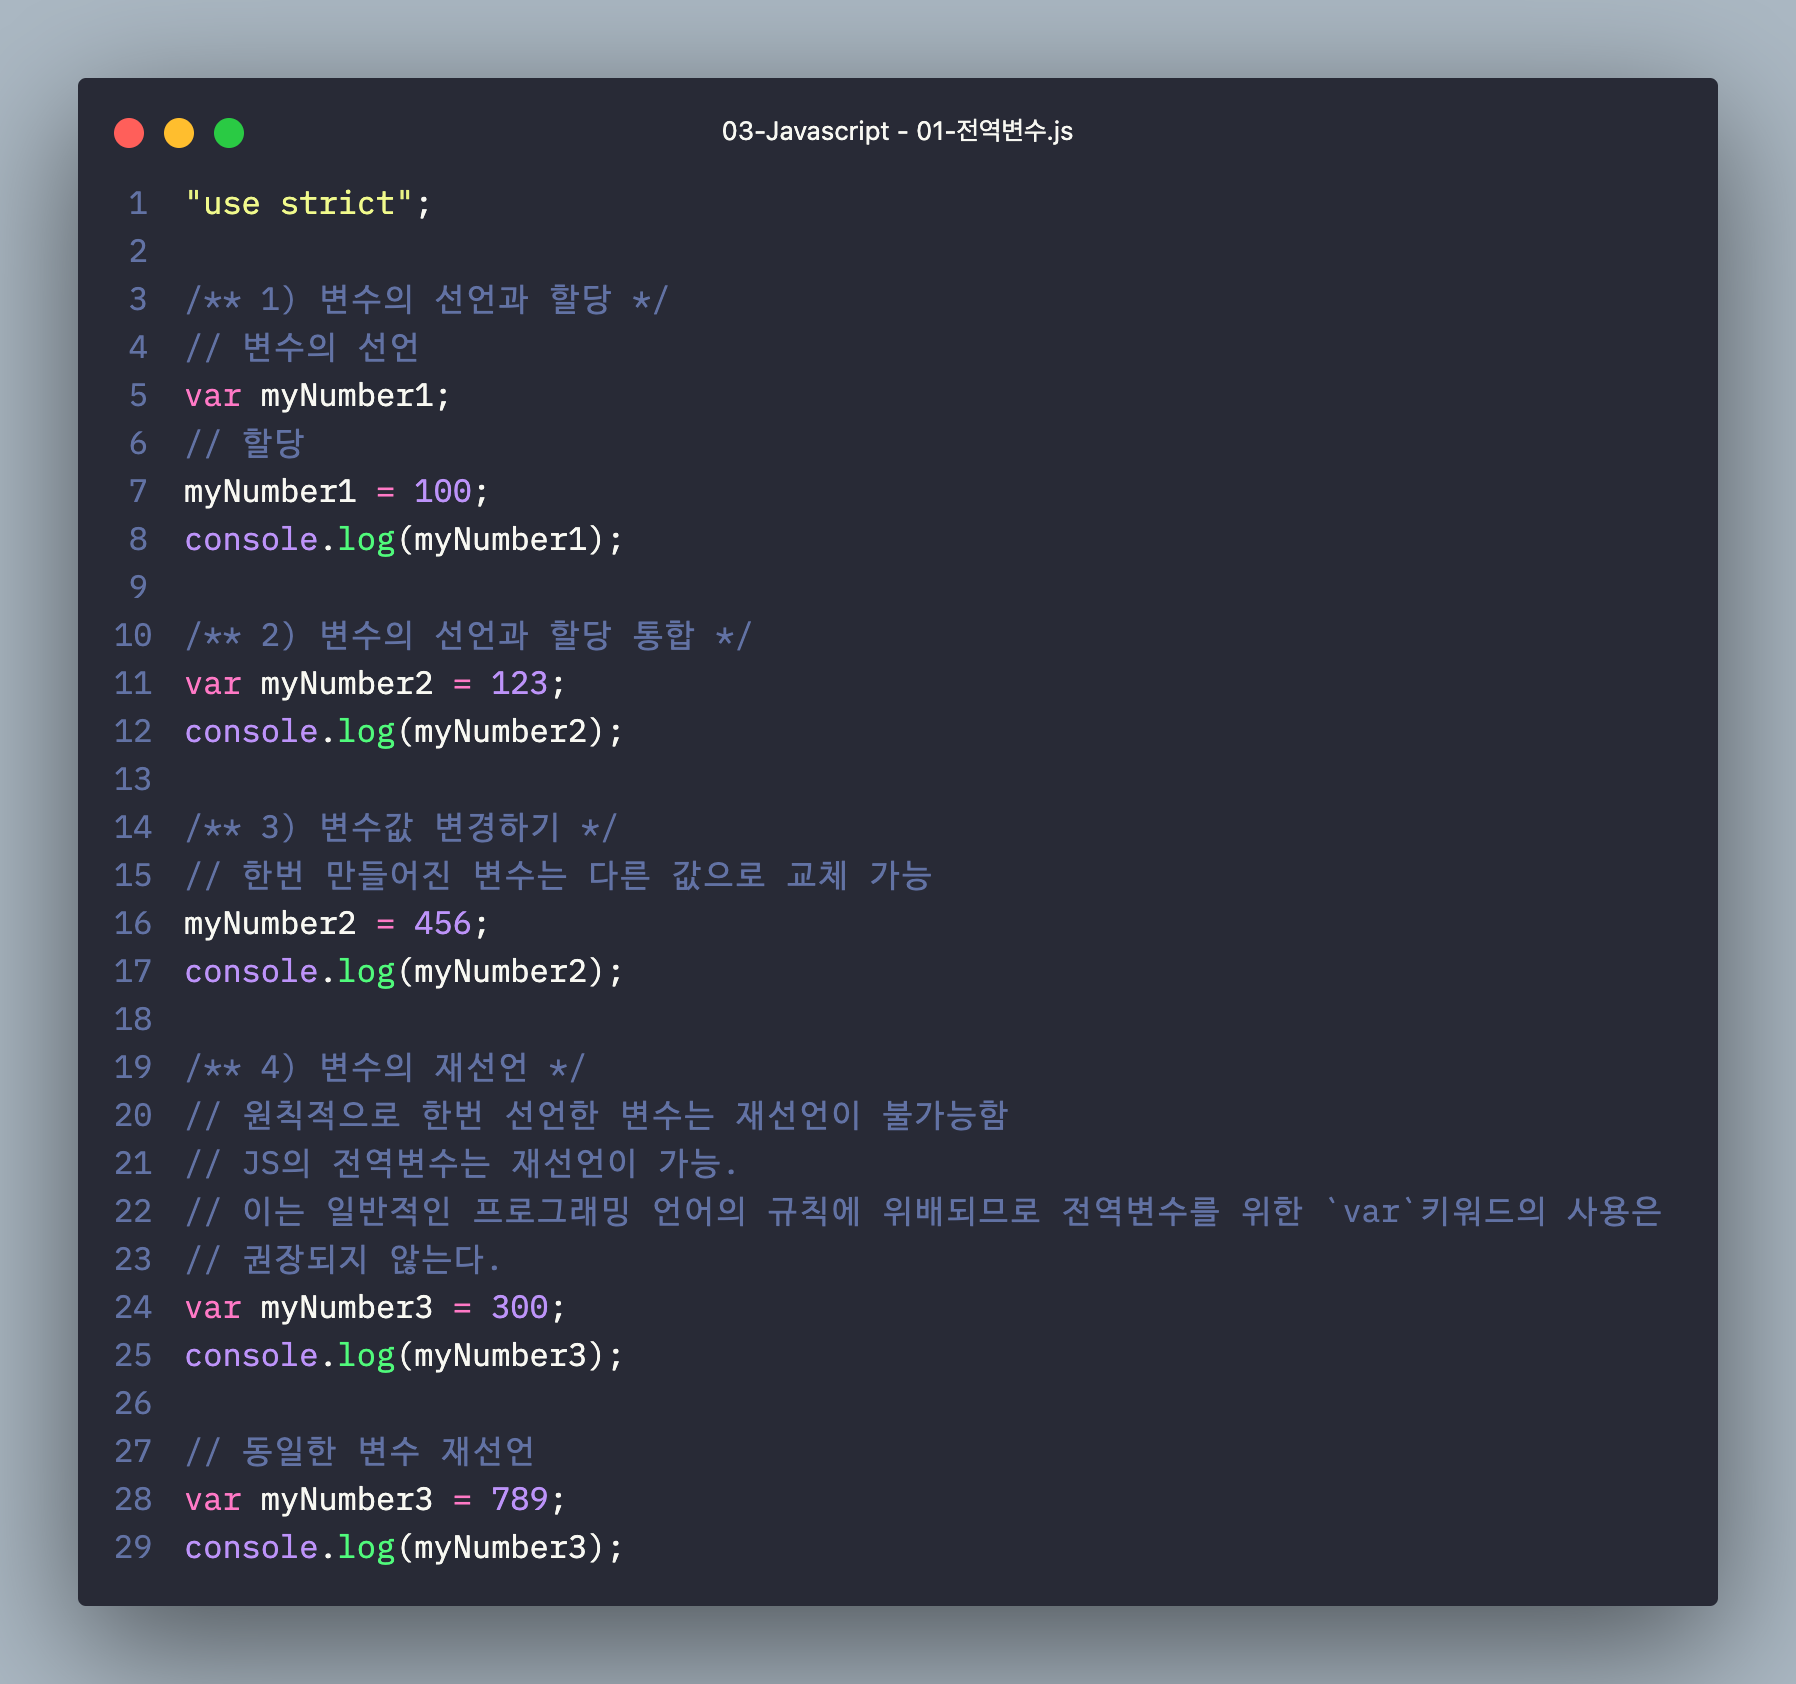 03-Javascript - 01-전역변수.js
1 "use strict";
2
3 /** 1) 변수의 선언과 할당 */
4 // 변수의 선언
5 var myNumber1;
6 // 할당
7 myNumber1 = 100;
8 console.log(myNumber1);
9
10 /** 2) 변수의 선언과 할당 통합 */
11 var myNumber2 = 123;
12 console.log(myNumber2);
13
14 /** 3) 변수값 변경하기 */
15 // 한번 만들어진 변수는 다른 값으로 교체 가능
16 myNumber2 = 456;
17 console.log(myNumber2);
18
19 /** 4) 변수의 재선언 */
20 // 원칙적으로 한번 선언한 변수는 재선언이 불가능함
21 // JS의 전역변수는 재선언이 가능.
22 // 이는 일반적인 프로그래밍 언어의 규칙에 위배되므로 전역변수를 위한 `var`키워드의 사용은
23 // 권장되지 않는다.
24 var myNumber3 = 300;
25 console.log(myNumber3);
26
27 // 동일한 변수 재선언
28 var myNumber3 = 789;
29 console.log(myNumber3);